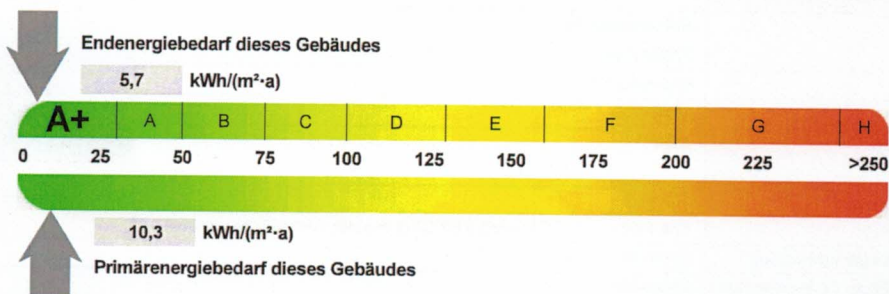 Endenergiebedarf dieses Gebäudes
5,7 kWh/(m²·a)
A+ A B C D E F G H
0 25 50 75 100 125 150 175 200 225 >250
10,3 kWh/(m²·a)
Primärenergiebedarf dieses Gebäudes